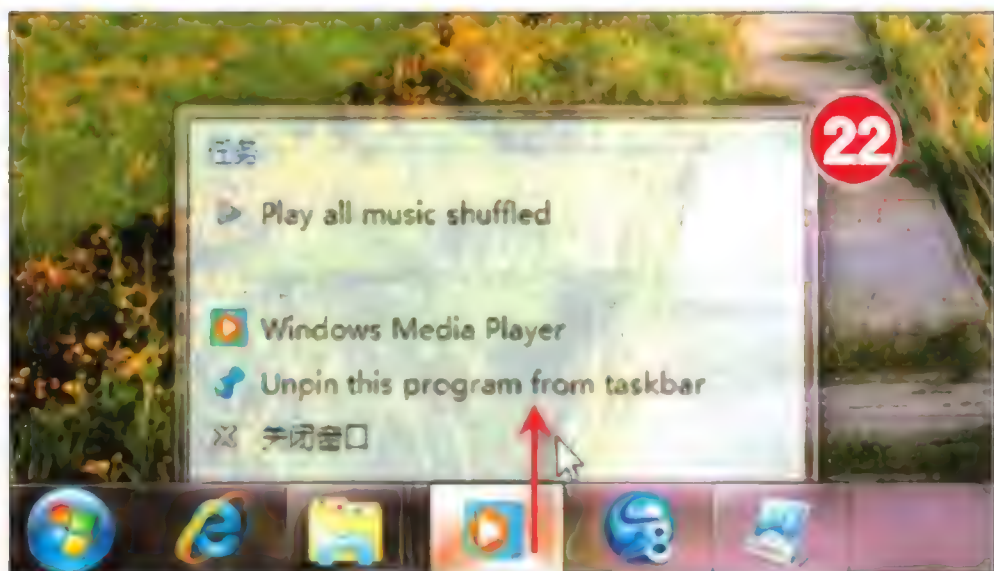 22
任务
Play all music shuffled
Windows Media Player
Unpin this program from taskbar
关闭窗口